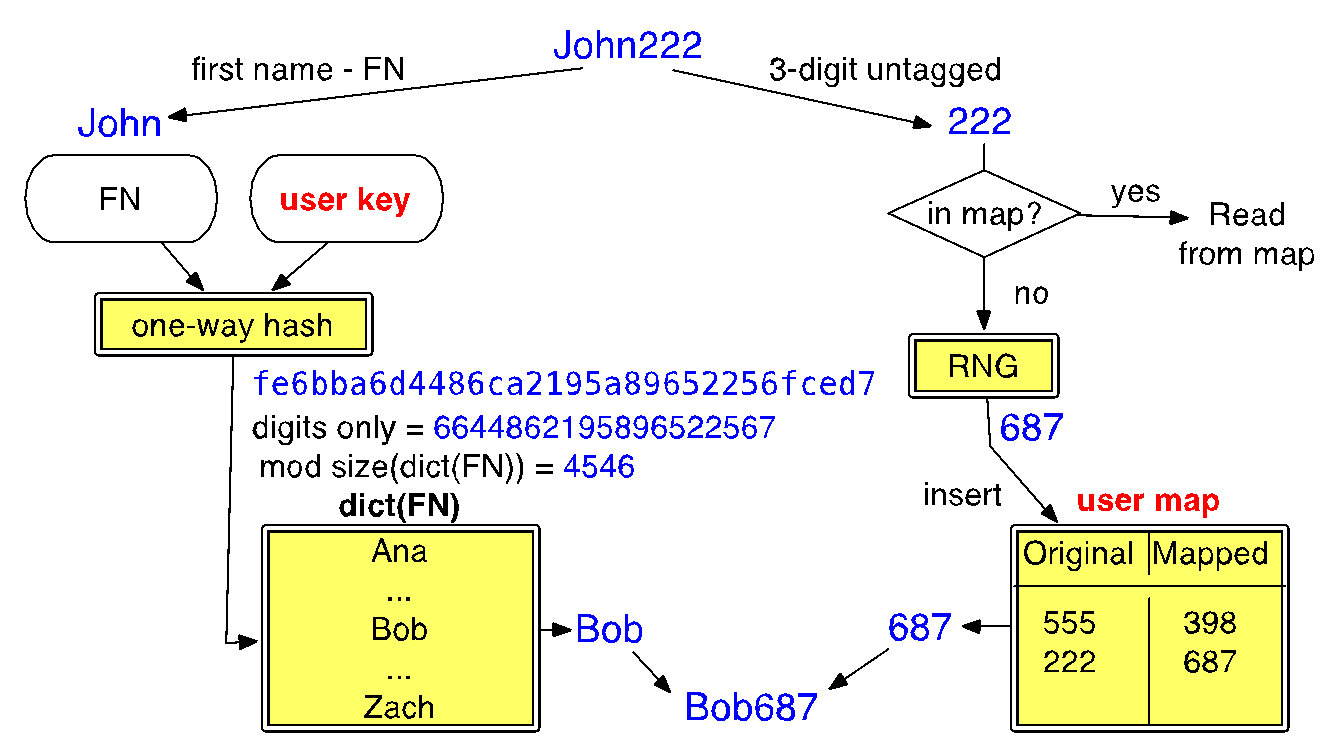 John222
first name - FN
3-digit untagged
John
222
FN
user key
in map?
yes
Read
from map
no
one-way hash
RNG
fe6bba6d4486ca2195a89652256fced7
687
digits only = 6644862195896522567
mod size(dict(FN)) = 4546
dict(FN)
insert
user map
Ana
...
Bob
...
Zach
Original Mapped
555 398
222 687
Bob
687
Bob687